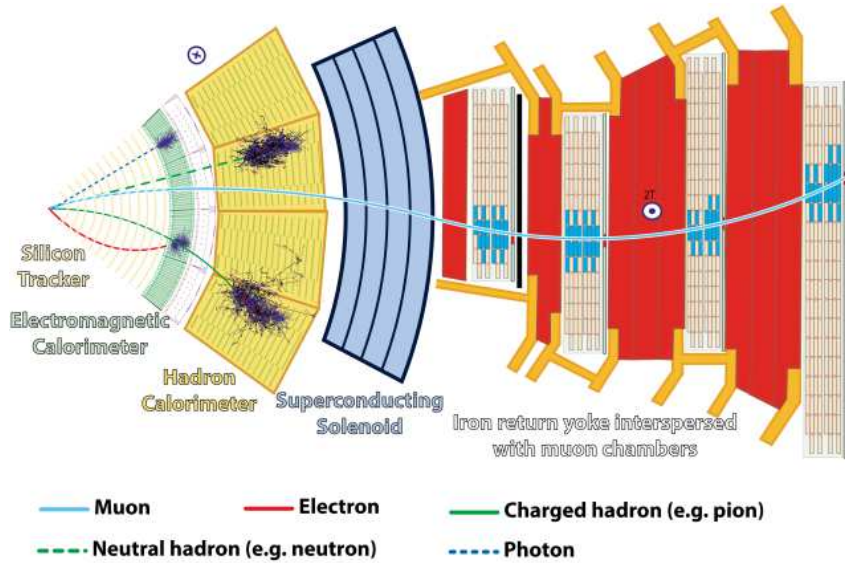 2T
Silicon
Tracker
Electromagnetic
Calorimeter
Hadron
Calorimeter
Superconducting
Solenoid
Iron return yoke interspersed
with muon chambers
Muon
Electron
Charged hadron (e.g. pion)
Neutral hadron (e.g. neutron)
Photon